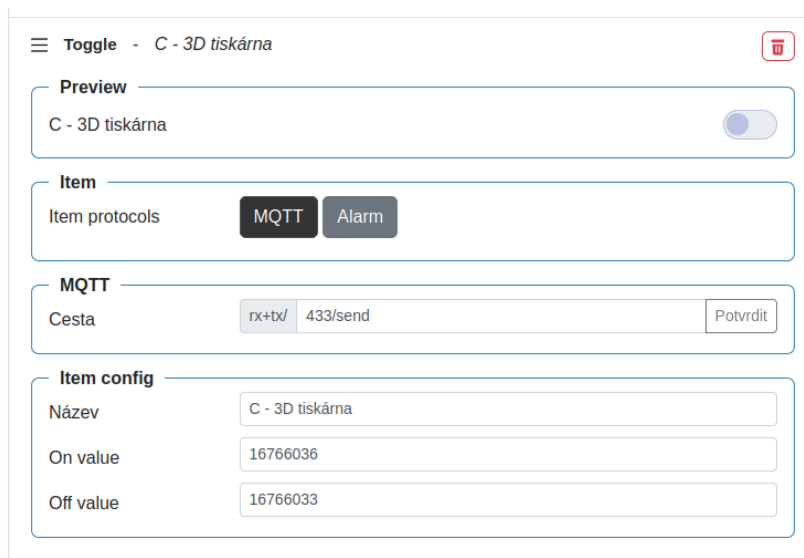 Toggle - C - 3D tiskárna
Preview
C - 3D tiskárna
Item
Item protocols MQTT Alarm
MQTT
Cesta rx+tx/ 433/send Potvrdit
Item config
Název C - 3D tiskárna
On value 16766036
Off value 16766033